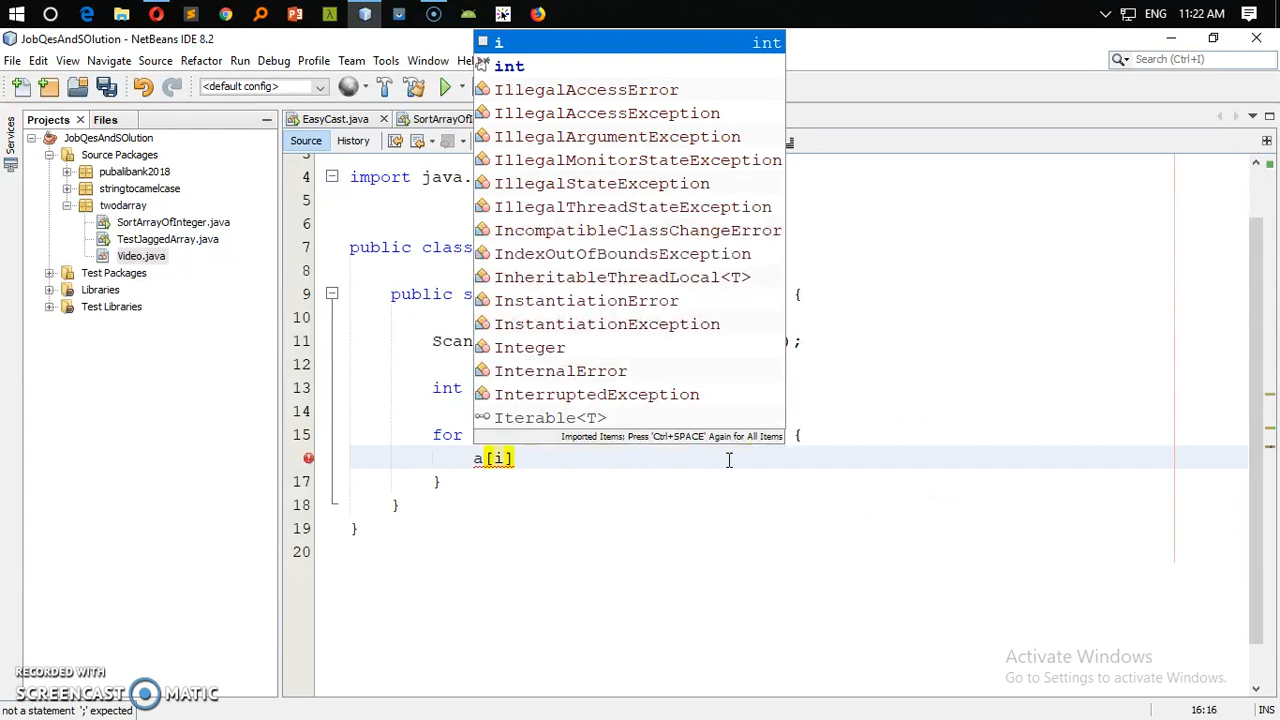 ENG 11:22 AM
JobQesAndSOlution - NetBeans IDE 8.2
File Edit View Navigate Source Refactor Run Debug Profile Team Tools Window
Search (Ctrl+I)
<default config>
Services
Projects Files
JobQesAndSOlution
Source Packages
pubalibank2018
stringtocamelcase
twodarray
SortArrayOfInteger.java
TestJaggedArray.java
Video.java
Test Packages
Libraries
Test Libraries
EasyCast.java SortArrayOf
Source History
3
4 import java.
5
6
7 public class
8
9 public s {
10
11 Scan );
12
13 int
14
15 for {
a[i]
17 }
18 }
19 }
20
i int
int
IllegalAccessError
IllegalAccessException
IllegalArgumentException
IllegalMonitorStateException
IllegalStateException
IllegalThreadStateException
IncompatibleClassChangeError
IndexOutOfBoundsException
InheritableThreadLocal<T>
InstantiationError
InstantiationException
Integer
InternalError
InterruptedException
Iterable<T>
Imported Items: Press 'Ctrl+SPACE' Again for All Items
Activate Windows
Go to Settings to activate Windows.
RECORDED WITH
SCREENCAST MATIC
not a statement ';' expected
16:16 INS